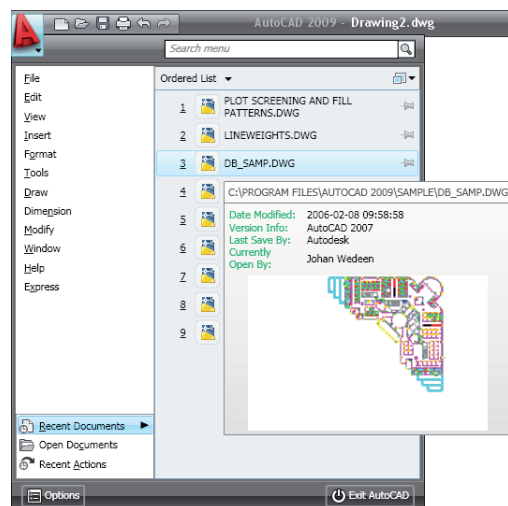 AutoCAD 2009 - Drawing2.dwg
Search menu
File
Edit
View
Insert
Format
Tools
Draw
Dimension
Modify
Window
Help
Express
Recent Documents
Open Documents
Recent Actions
Ordered List
1 PLOT SCREENING AND FILL
PATTERNS.DWG
2 LINEWEIGHTS.DWG
3 DB_SAMP.DWG
4
5
6
7
8
9
C:\PROGRAM FILES\AUTOCAD 2009\SAMPLE\DB_SAMP.DWG
Date Modified: 2006-02-08 09:58:58
Version Info: AutoCAD 2007
Last Save By: Autodesk
Currently
Open By: Johan Wedeen
Options
Exit AutoCAD